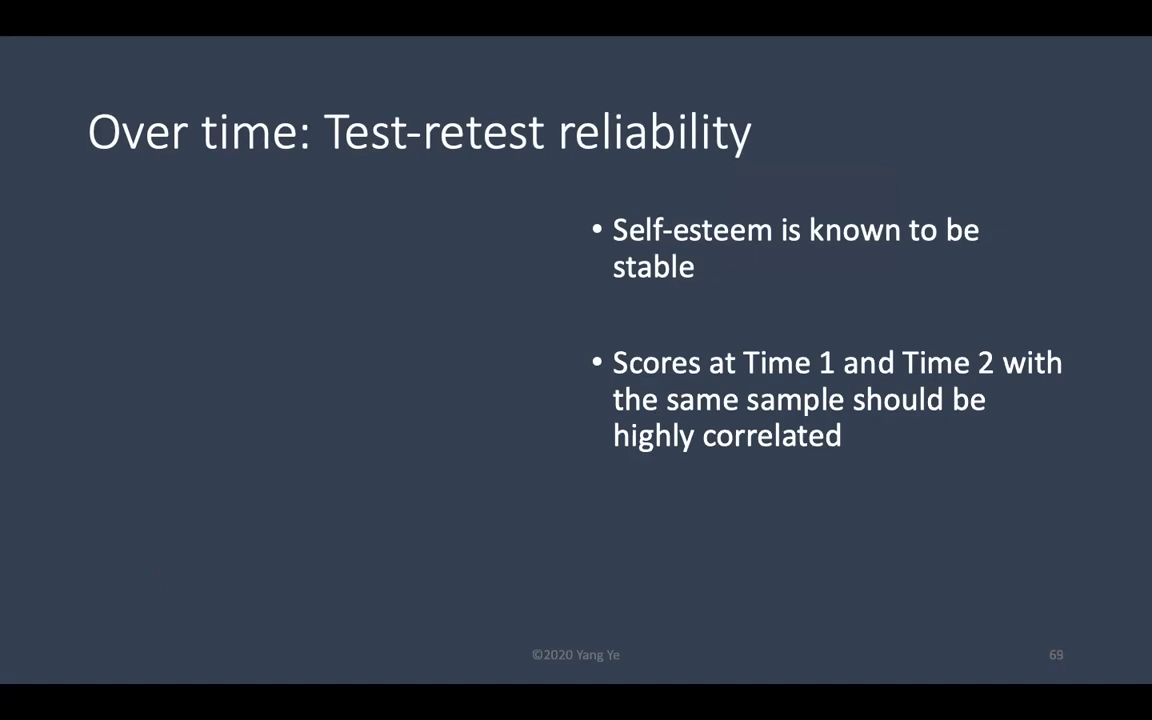 Over time: Test-retest reliability
• Self-esteem is known to be
stable
• Scores at Time 1 and Time 2 with
the same sample should be
highly correlated
©2020 Yang Ye
69